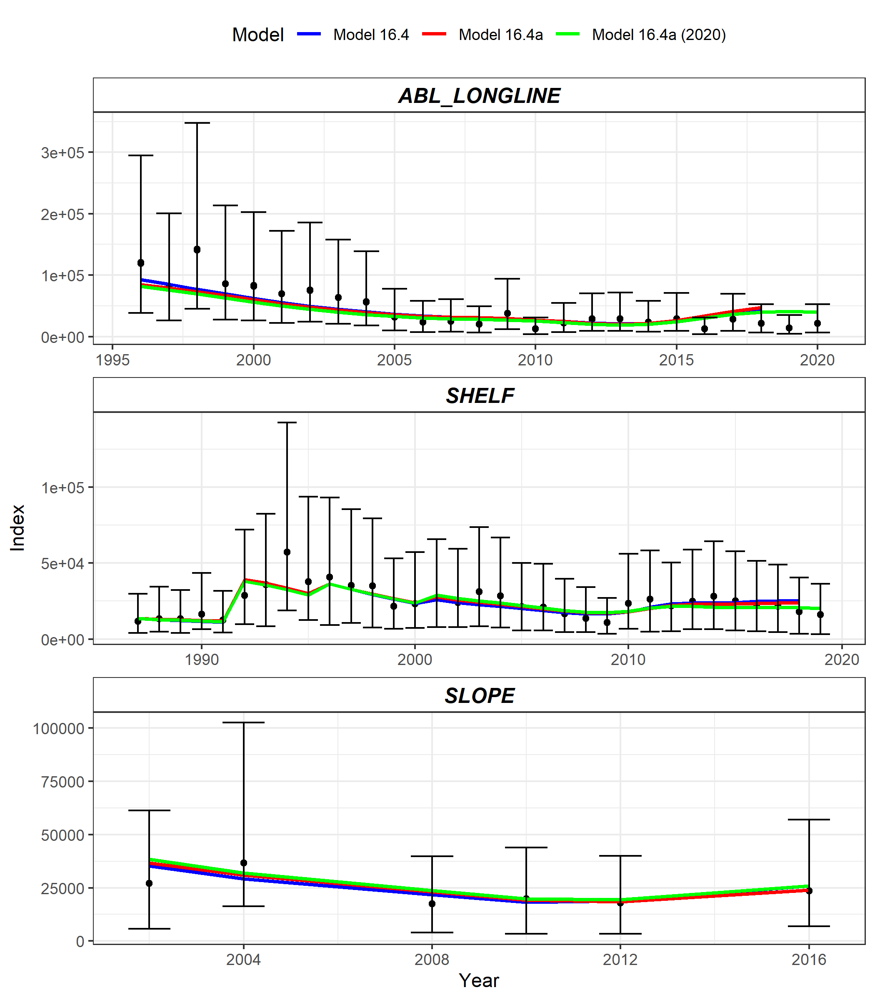 Model Model 16.4 Model 16.4a Model 16.4a (2020)
ABL_LONGLINE
3e+05
2e+05
1e+05
0e+00
1995 2000 2005 2010 2015 2020
SHELF
1e+05
5e+04
0e+00
1990 2000 2010 2020
Index
SLOPE
100000
75000
50000
25000
0
2004 2008 2012 2016
Year